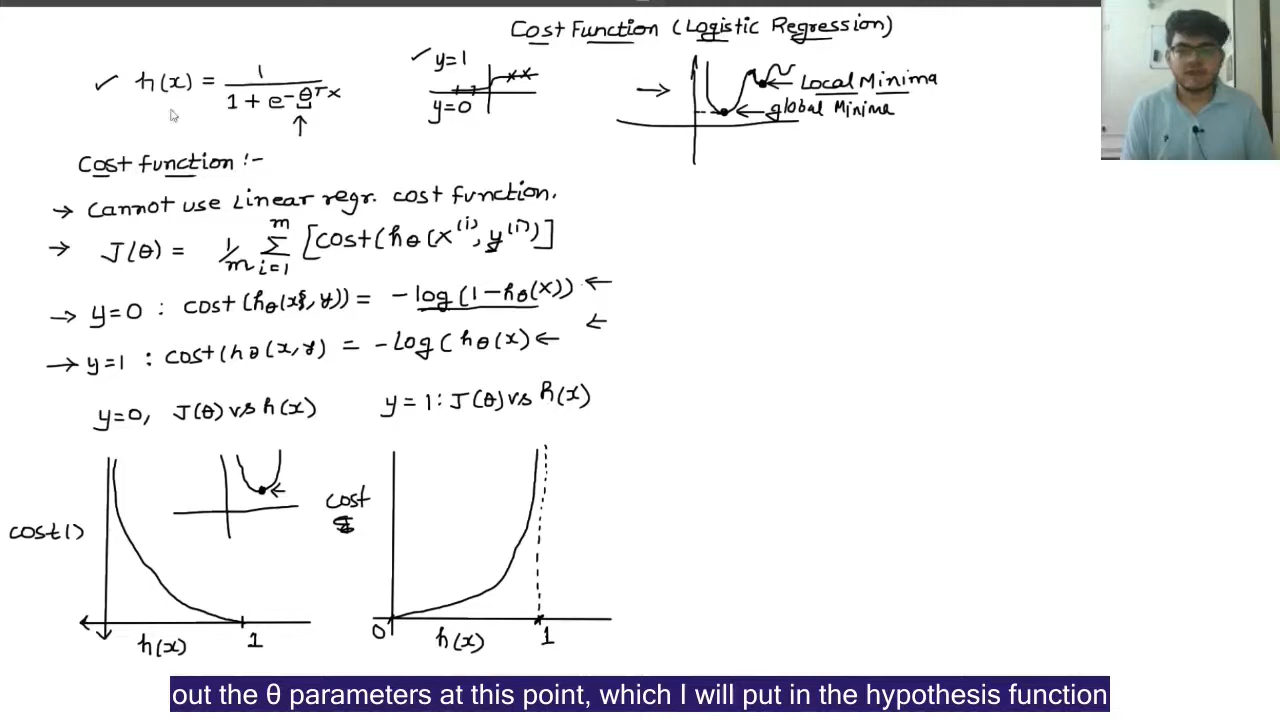 Cost Function (Logistic Regression)
✓ h(x) = 1 / (1 + e^-θᵀx)
✓ y=1
y=0
→ ← Local Minima
← global Minima
↑
Cost function :-
→ Cannot use Linear regr. cost function.
→ J(θ) = 1/m Σ_{i=1}^{m} [cost(hθ(x^(i), y^(i))]
→ y=0 : cost(hθ(x), y)) = -log(1-hθ(x)) ←
→ y=1 : cost(hθ(x,y) = -log(hθ(x) ←
y=0, J(θ) vs h(x)
y=1: J(θ) vs h(x)
cost()
h(x) 1
cost
0 h(x) 1
out the θ parameters at this point, which I will put in the hypothesis function